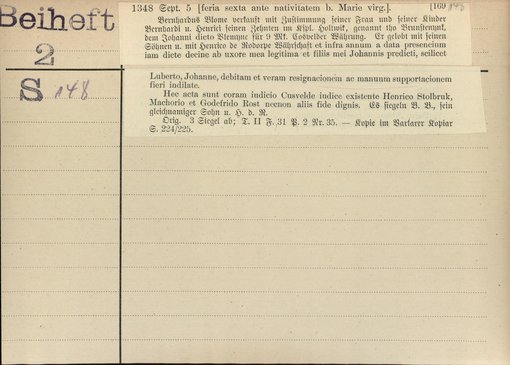 Beiheft
2
S 148
1348 Sept. 5 [feria sexta ante nativitatem b. Marie virg.]. [169
Bernhardus Blome verkauft mit Zustimmung seiner Frau und seiner Kinder
Bernhardi u. Henrici seinen Zehnten im Kspl. Holtwik, genannt tho
dem Johanni dicto Blemque für 9 Mk. Cosvelder Währung. Er gelobt mit seinen
Söhnen u. mit Henrico de Rodorpe Währschaft et infra annum a data presencium
iam dicte decine ab uxore mea legitima et filiis mei Johannis predicti, scilicet
Luberto, Johanne, debitam et veram resignacionem ac manuum supportacionem
fieri indilate.
Hec acta sunt coram iudicio Cusvelde iudice existente Henrico Stolbruk,
Machorio et Godefrido Rost necnon aliis fide dignis. Es siegeln B. B., sein
gleichnamiger Sohn u. H. d. R.
Orig. 3 Siegel ab; T. II F. 31 P. 2 Nr. 35. — Kopie im Varlarer Kopiar
S. 224/225.